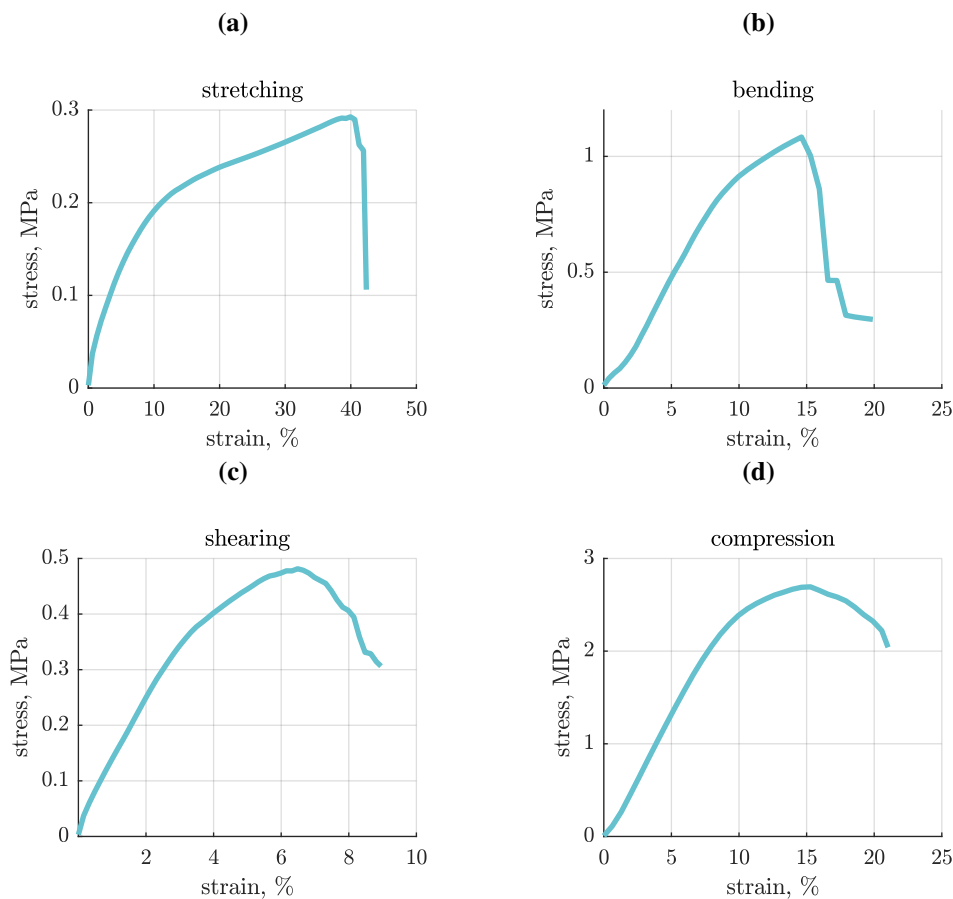 (a)
stretching
stress, MPa
0.3
0.2
0.1
0
0 10 20 30 40 50
strain, %
(b)
bending
stress, MPa
1
0.5
0
0 5 10 15 20 25
strain, %
(c)
shearing
stress, MPa
0.5
0.4
0.3
0.2
0.1
0
2 4 6 8 10
strain, %
(d)
compression
stress, MPa
3
2
1
0
0 5 10 15 20 25
strain, %